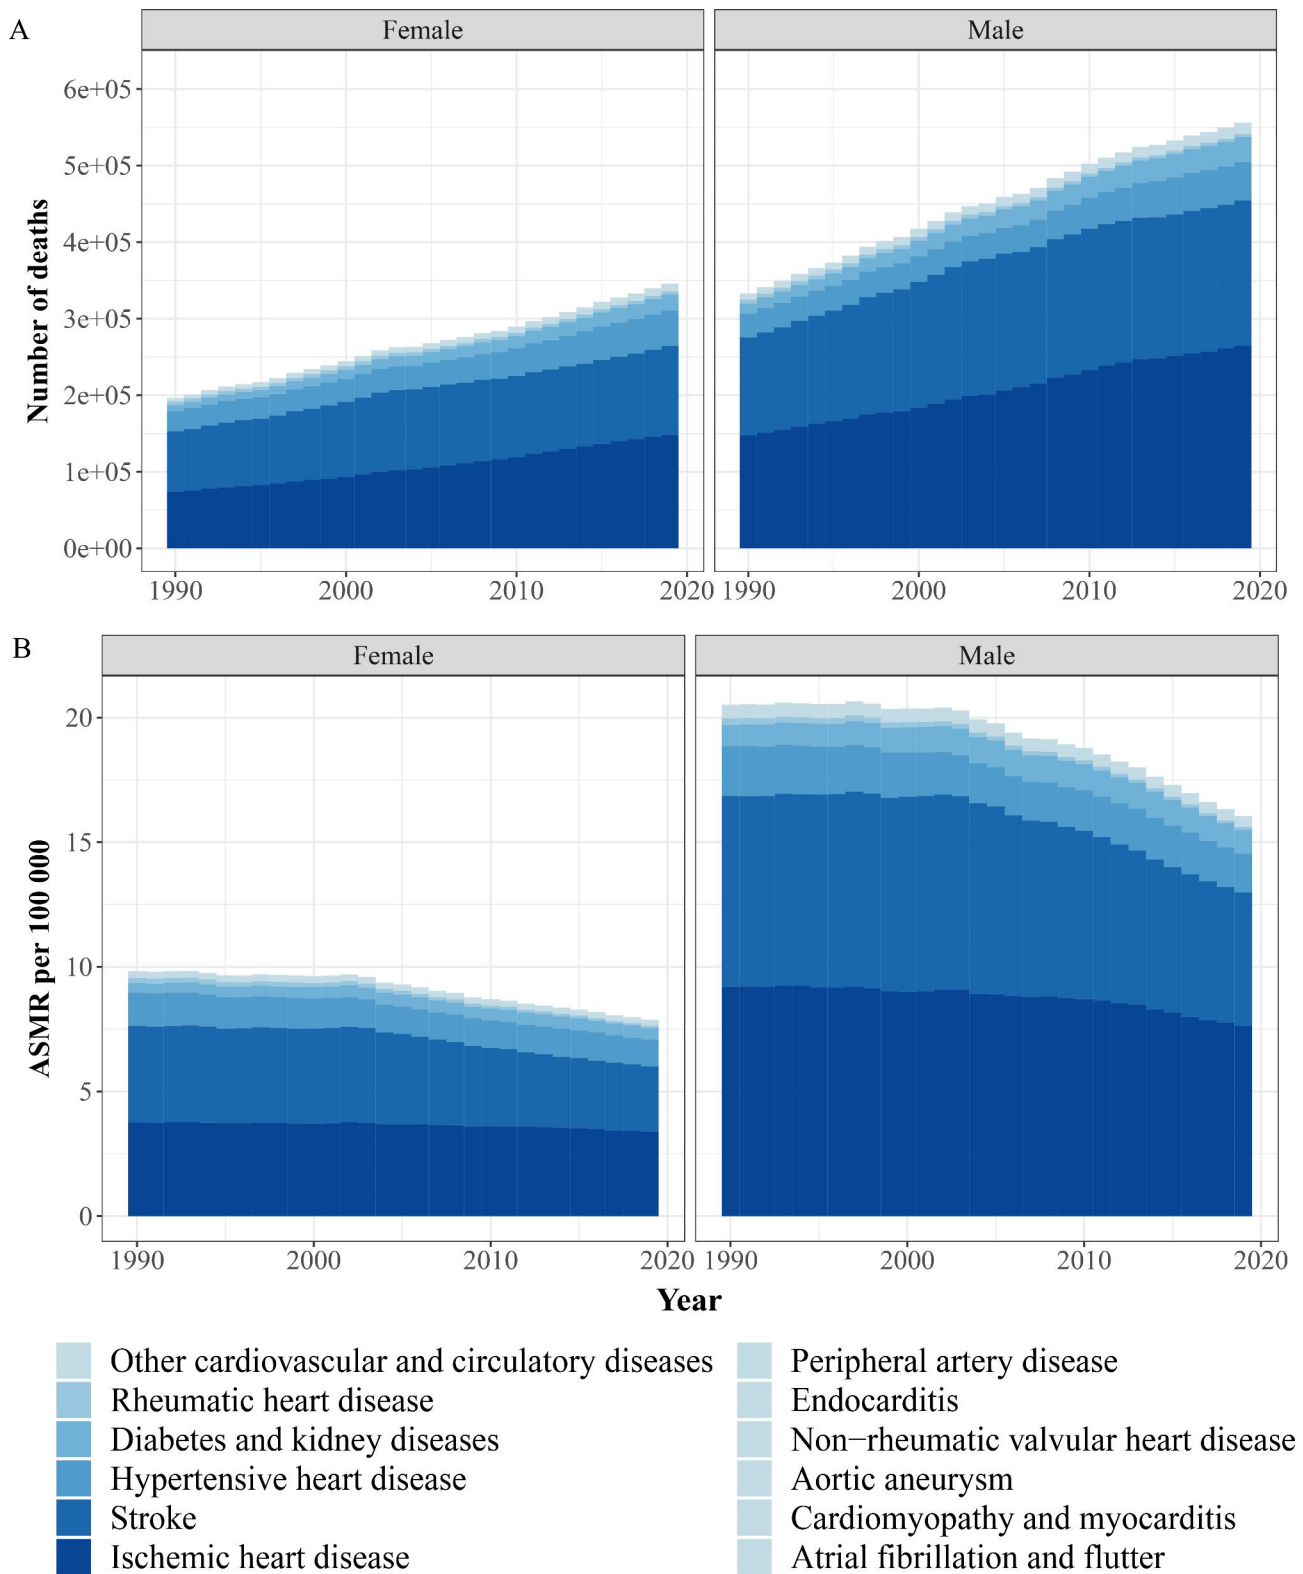 A
Female
Male
6e+05
5e+05
4e+05
3e+05
2e+05
1e+05
0e+00
Number of deaths
1990
2000
2010
2020
1990
2000
2010
2020
B
Female
Male
20
15
10
5
0
ASMR per 100 000
1990
2000
2010
2020
1990
2000
2010
2020
Year
Other cardiovascular and circulatory diseases
Rheumatic heart disease
Diabetes and kidney diseases
Hypertensive heart disease
Stroke
Ischemic heart disease
Peripheral artery disease
Endocarditis
Non−rheumatic valvular heart disease
Aortic aneurysm
Cardiomyopathy and myocarditis
Atrial fibrillation and flutter